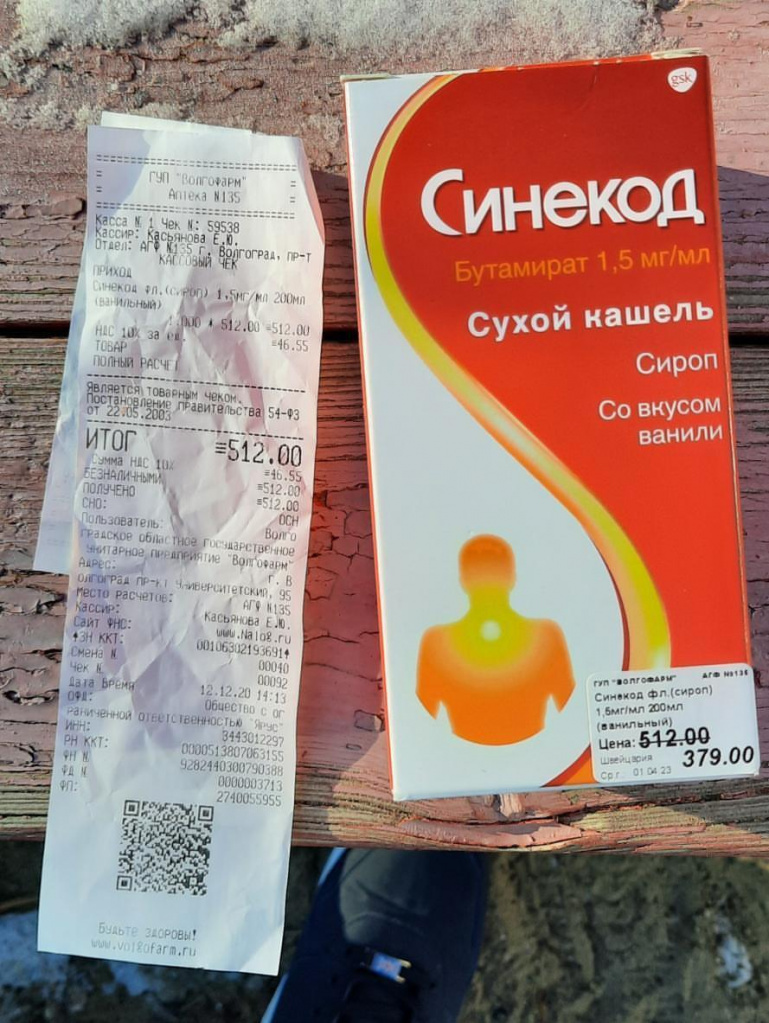 ГУП "Волгофарм"
Аптека N135
Касса N 1 Чек N: 59538
Кассир: Касьянова Е.Ю.
Отдел: АГФ N135 г. Волгоград, пр-т
КАССОВЫЙ ЧЕК
ПРИХОД
Синекод фл.(сироп) 1,5мг/мл 200мл
(ванильный)
1.000 * 512.00 =512.00
НДС 10% за ед. =46.55
ТОВАР
ПОЛНЫЙ РАСЧЕТ
Является товарным чеком.
Постановление правительства 54-ФЗ
от 22.05.2003
ИТОГ =512.00
Сумма НДС 10% =46.55
БЕЗНАЛИЧНЫМИ =512.00
ПОЛУЧЕНО =512.00
СНО: ОСН
Пользователь: Волго
градское областное государственное
унитарное предприятие "Волгофарм"
Адрес: г. В
олгоград пр-кт Университетский, 95
Место расчетов: АГФ N135
Кассир: Касьянова Е.Ю.
Сайт ФНС: www.nalog.ru
ЗН ККТ: 00106302193691
Смена N 00040
Чек N 00092
Дата Время 12.12.20 14:13
ОФД: Общество с ог
раниченной ответственностью "Ярус"
ИНН: 3443012297
РН ККТ: 0000513807063155
ФН N 9282440300790388
ФД N 0000003713
ФП: 2740055955
Будьте здоровы!
www.volgofarm.ru
gsk
Синекод
Бутамират 1,5 мг/мл
Сухой кашель
Сироп
Со вкусом
ванили
ГУП "ВОЛГОФАРМ" АГФ №135
Синекод фл.(сироп)
1,5мг/мл 200мл
(ванильный)
Цена: 512.00
Швейцария 379.00
Ср.г. 01.04.23